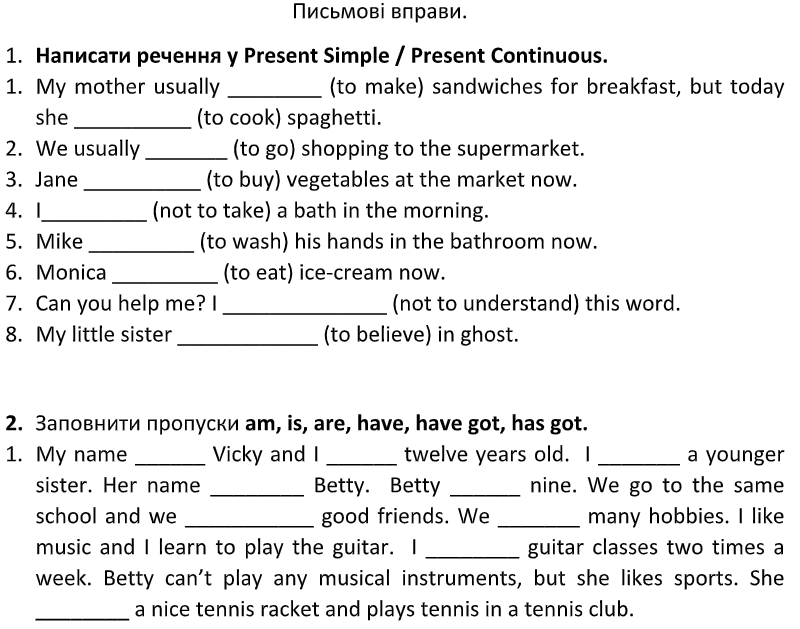 Письмові вправи.
1. Написати речення у Present Simple / Present Continuous.
1. My mother usually ________ (to make) sandwiches for breakfast, but today
she __________ (to cook) spaghetti.
2. We usually _______ (to go) shopping to the supermarket.
3. Jane __________ (to buy) vegetables at the market now.
4. I_________ (not to take) a bath in the morning.
5. Mike _________ (to wash) his hands in the bathroom now.
6. Monica _________ (to eat) ice-cream now.
7. Can you help me? I ______________ (not to understand) this word.
8. My little sister ____________ (to believe) in ghost.
2. Заповнити пропуски am, is, are, have, have got, has got.
1. My name ______ Vicky and I ______ twelve years old. I _______ a younger
sister. Her name ________ Betty. Betty ______ nine. We go to the same
school and we ___________ good friends. We _______ many hobbies. I like
music and I learn to play the guitar. I ________ guitar classes two times a
week. Betty can’t play any musical instruments, but she likes sports. She
________ a nice tennis racket and plays tennis in a tennis club.